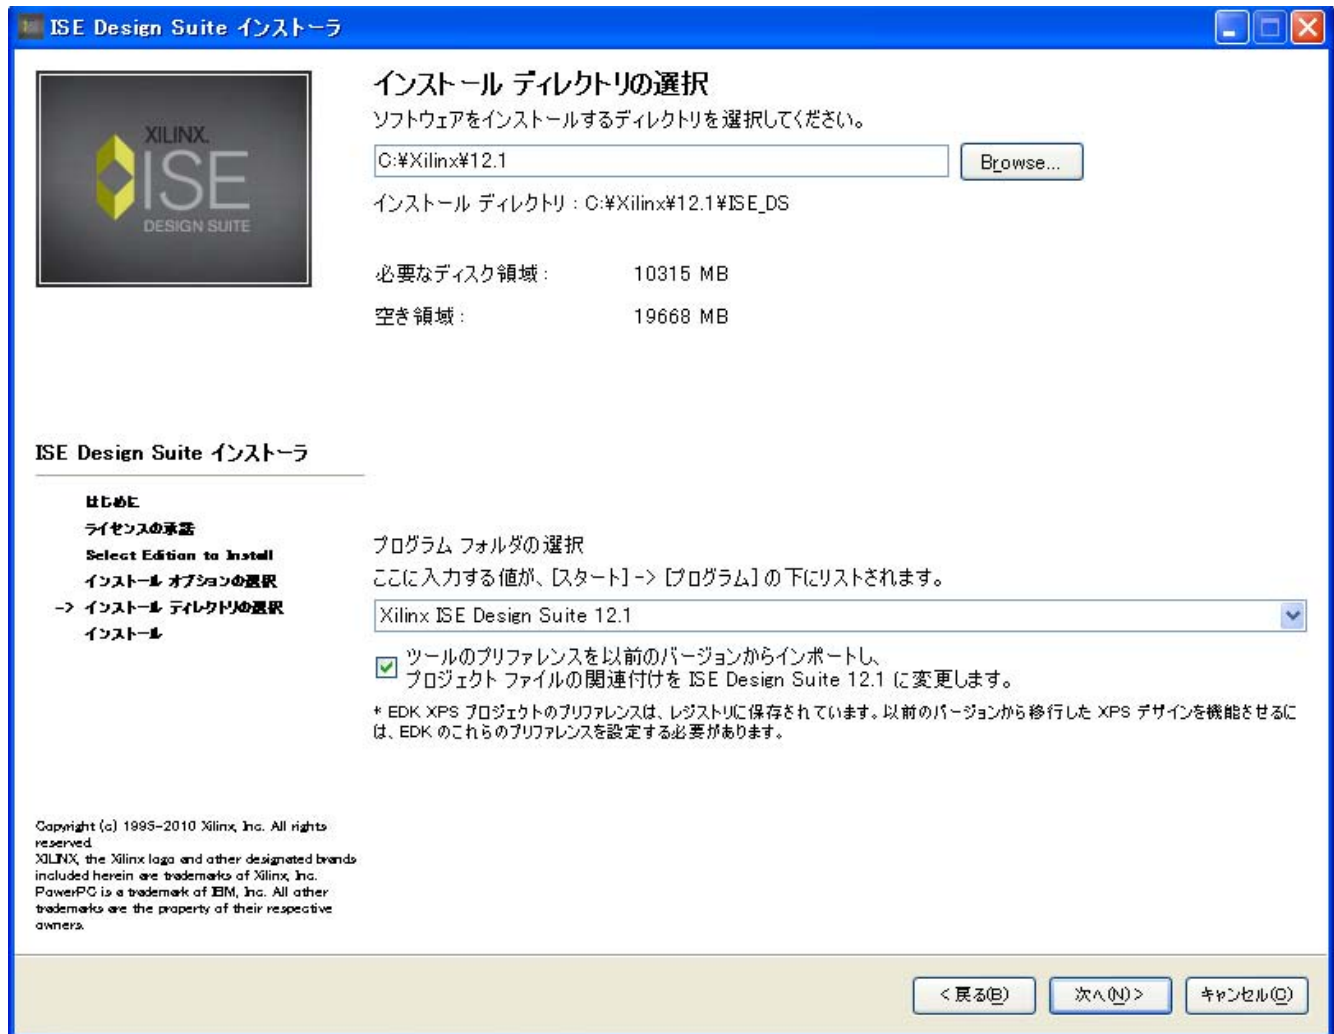 ISE Design Suite インストーラ
XILINX.
ISE
DESIGN SUITE
インストール ディレクトリの選択
ソフトウェアをインストールするディレクトリを選択してください。
C:¥Xilinx¥12.1
Browse...
インストール ディレクトリ : C:¥Xilinx¥12.1¥ISE_DS
必要なディスク領域 : 10315 MB
空き領域 : 19668 MB
ISE Design Suite インストーラ
はじめに
ライセンスの承諾
Select Edition to Install
インストール オプションの選択
-> インストール ディレクトリの選択
インストール
プログラム フォルダの選択
ここに入力する値が、[スタート] -> [プログラム] の下にリストされます。
Xilinx ISE Design Suite 12.1
ツールのプリファレンスを以前のバージョンからインポートし、
プロジェクト ファイルの関連付けを ISE Design Suite 12.1 に変更します。
* EDK XPS プロジェクトのプリファレンスは、レジストリに保存されています。以前のバージョンから移行した XPS デザインを機能させるに
は、EDK のこれらのプリファレンスを設定する必要があります。
Copyright (c) 1995-2010 Xilinx, Inc. All rights
reserved.
XILINX, the Xilinx logo and other designated brands
included herein are trademarks of Xilinx, Inc.
PowerPC is a trademark of IBM, Inc. All other
trademarks are the property of their respective
owners.
< 戻る(B)
次へ(N) >
キャンセル(C)